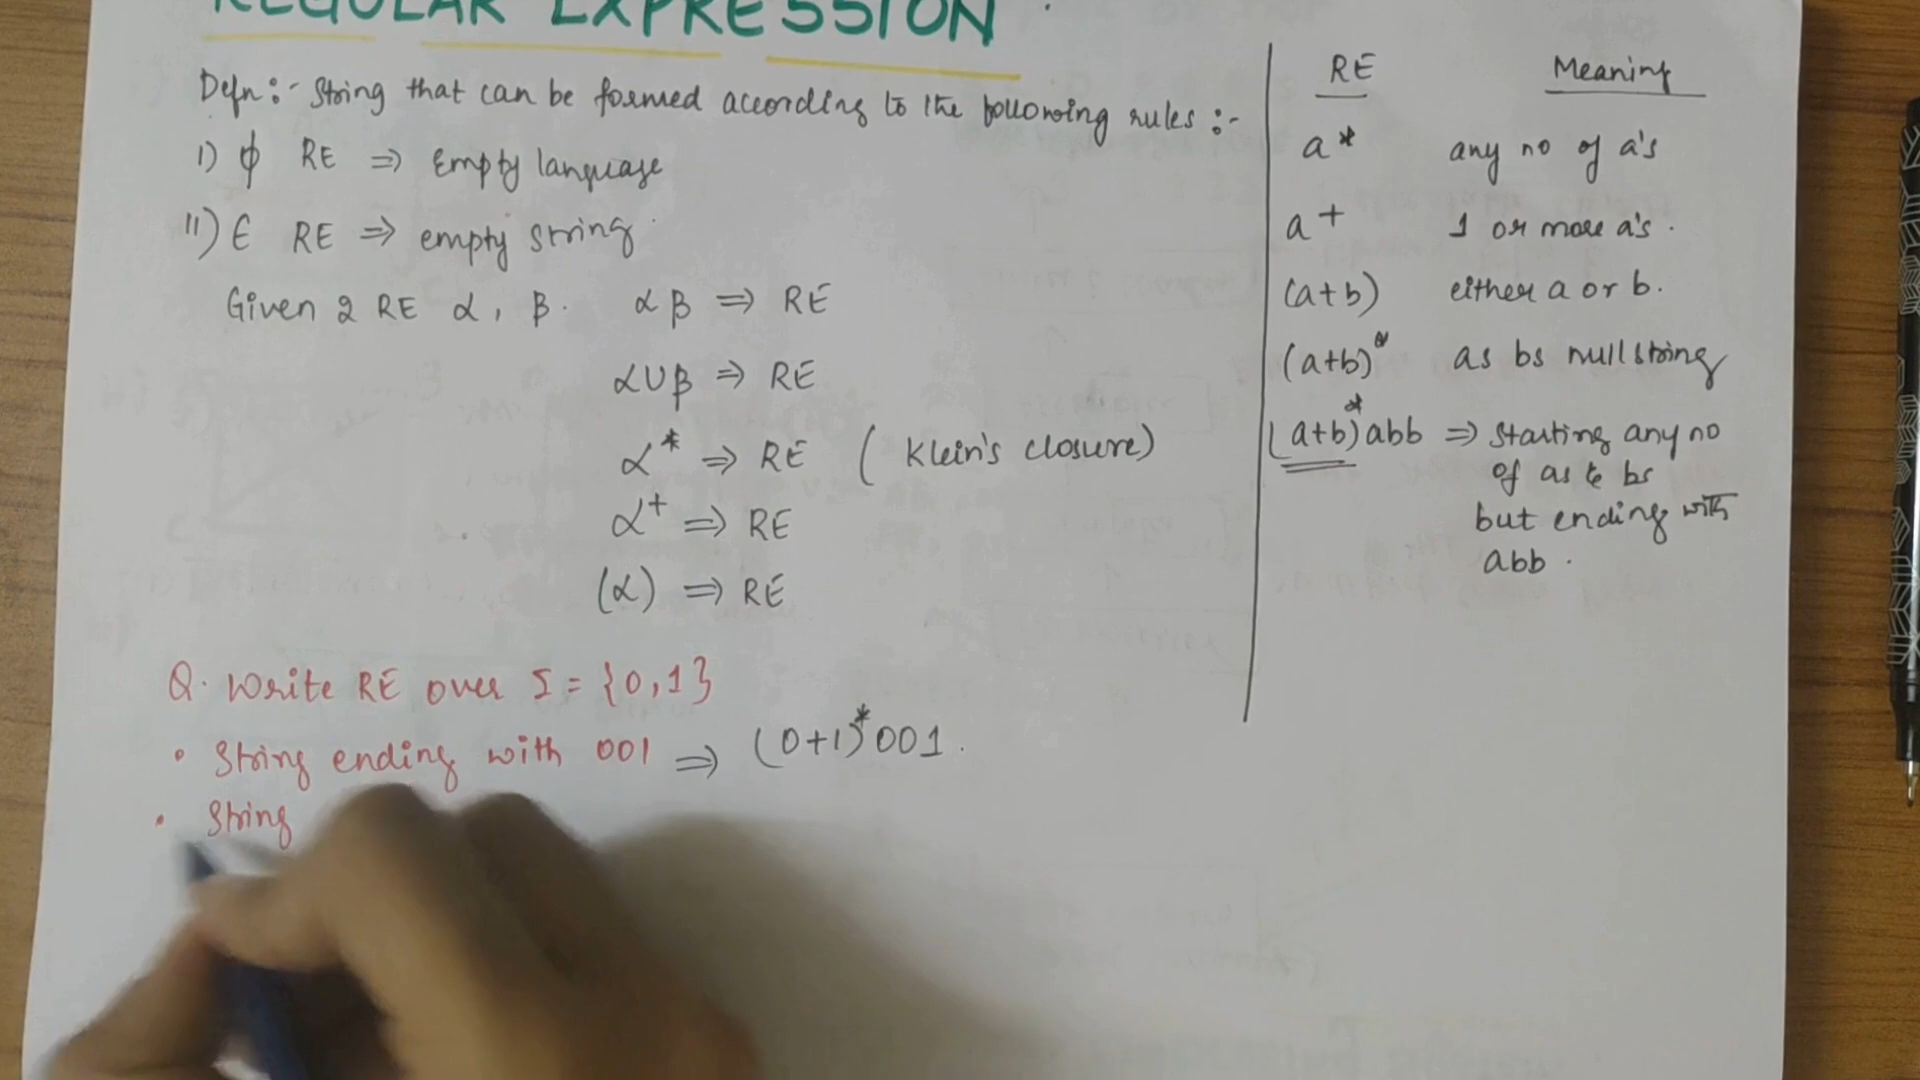 REGULAR EXPRESSION
Defn:- String that can be formed according to the following rules :-
I) φ RE ⇒ Empty language
II) ∈ RE ⇒ empty string
Given 2 RE α, β. αβ ⇒ RE
α∪β ⇒ RE
α* ⇒ RE ( Klein's closure)
α+ ⇒ RE
(α) ⇒ RE
Q. Write RE over Σ = {0,1}
• String ending with 001 ⇒ (0+1)*001.
• String
RE Meaning
a* any no of a's
a+ 1 or more a's.
(a+b) either a or b.
(a+b)* as bs null string
(a+b)*abb ⇒ starting any no
of as & bs
but ending with
abb.